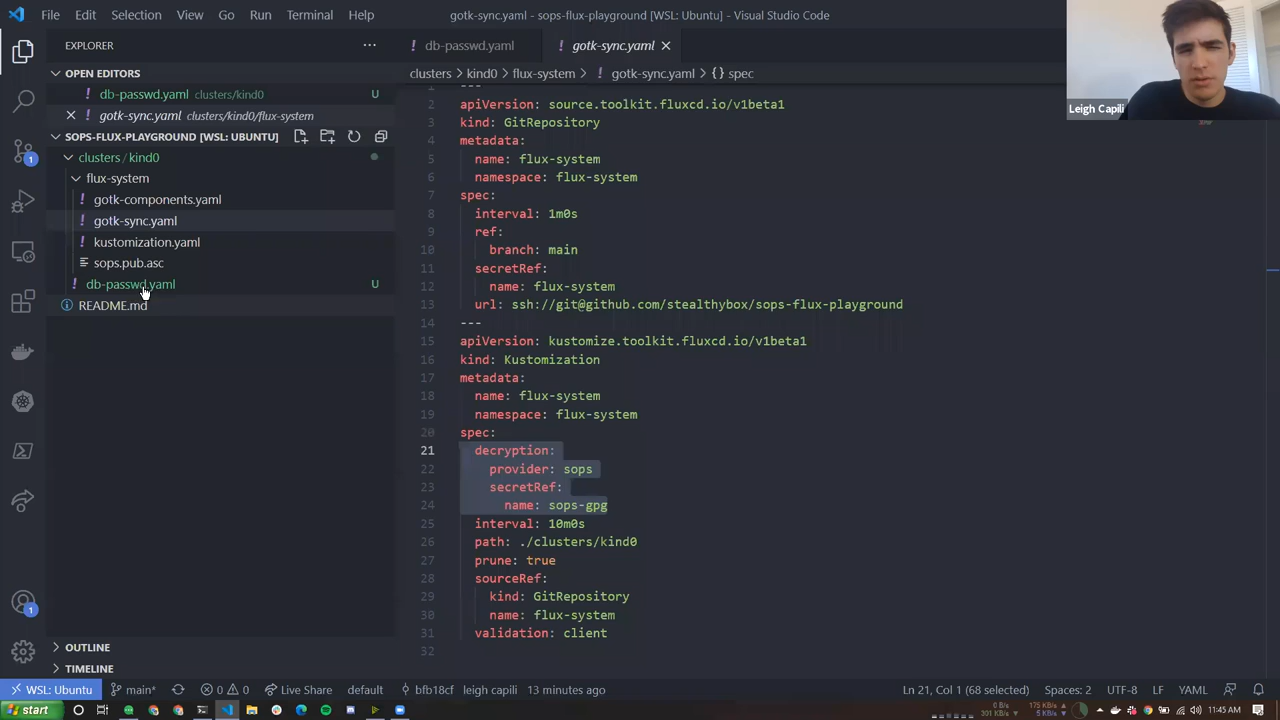 File Edit Selection View Go Run Terminal Help
gotk-sync.yaml - sops-flux-playground [WSL: Ubuntu] - Visual Studio Code
Leigh Capili
EXPLORER
OPEN EDITORS
db-passwd.yaml clusters/kind0 U
gotk-sync.yaml clusters/kind0/flux-system
SOPS-FLUX-PLAYGROUND [WSL: UBUNTU]
clusters / kind0
flux-system
gotk-components.yaml
gotk-sync.yaml
kustomization.yaml
sops.pub.asc
db-passwd.yaml U
README.md
OUTLINE
TIMELINE
1
1
db-passwd.yaml gotk-sync.yaml
clusters > kind0 > flux-system > ! gotk-sync.yaml > {} spec
---
2 apiVersion: source.toolkit.fluxcd.io/v1beta1
3 kind: GitRepository
4 metadata:
5 name: flux-system
6 namespace: flux-system
7 spec:
8 interval: 1m0s
9 ref:
10 branch: main
11 secretRef:
12 name: flux-system
13 url: ssh://git@github.com/stealthybox/sops-flux-playground
14 ---
15 apiVersion: kustomize.toolkit.fluxcd.io/v1beta1
16 kind: Kustomization
17 metadata:
18 name: flux-system
19 namespace: flux-system
20 spec:
21 decryption:
22 provider: sops
23 secretRef:
24 name: sops-gpg
25 interval: 10m0s
26 path: ./clusters/kind0
27 prune: true
28 sourceRef:
29 kind: GitRepository
30 name: flux-system
31 validation: client
32
WSL: Ubuntu main* 0 0 Live Share default bfb18cf leigh capili 13 minutes ago Ln 21, Col 1 (68 selected) Spaces: 2 UTF-8 LF YAML
start 11:45 AM